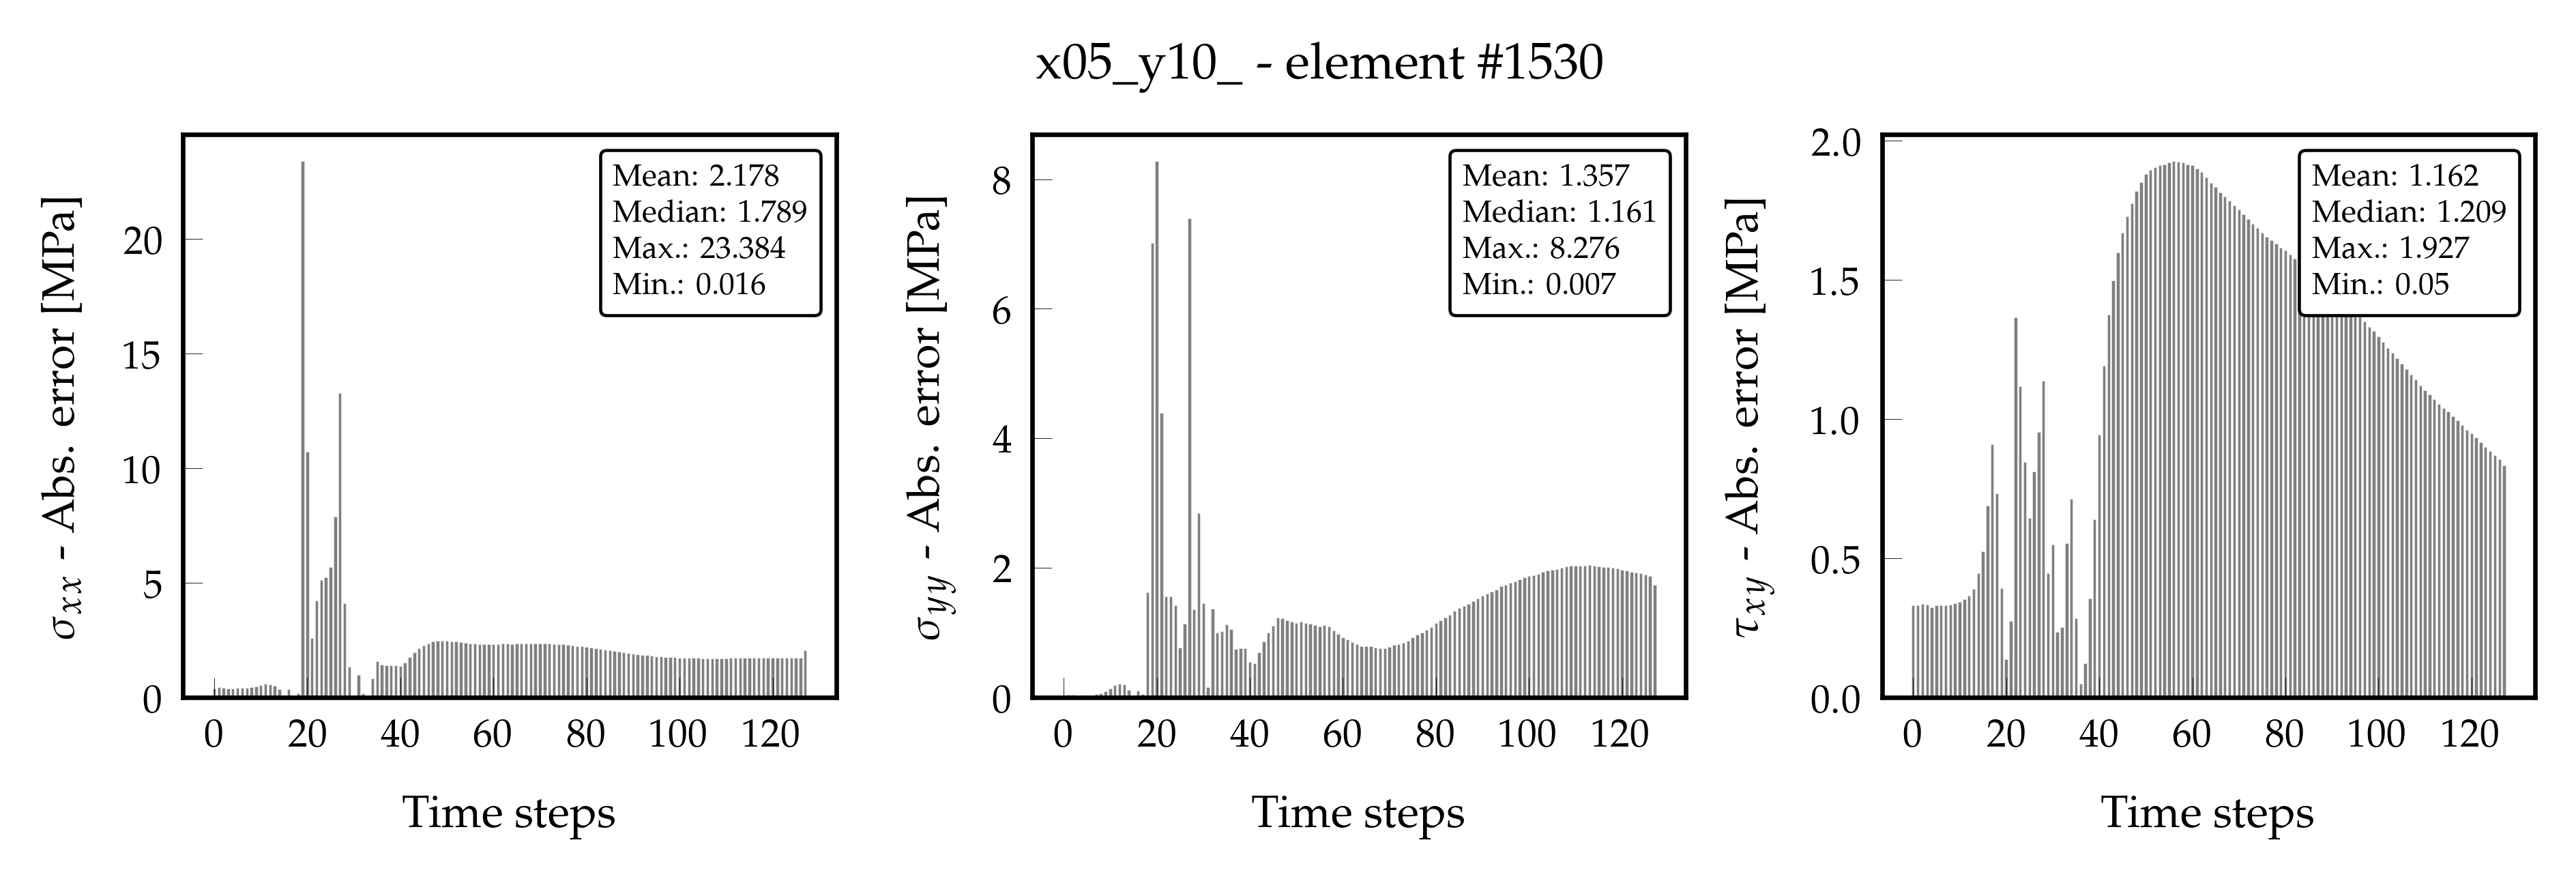 x05_y10_ - element #1530
σxx - Abs. error [MPa]
20
15
10
5
0
Mean: 2.178
Median: 1.789
Max.: 23.384
Min.: 0.016
0 20 40 60 80 100 120
Time steps
σyy - Abs. error [MPa]
8
6
4
2
0
Mean: 1.357
Median: 1.161
Max.: 8.276
Min.: 0.007
0 20 40 60 80 100 120
Time steps
τxy - Abs. error [MPa]
2.0
1.5
1.0
0.5
0.0
Mean: 1.162
Median: 1.209
Max.: 1.927
Min.: 0.05
0 20 40 60 80 100 120
Time steps